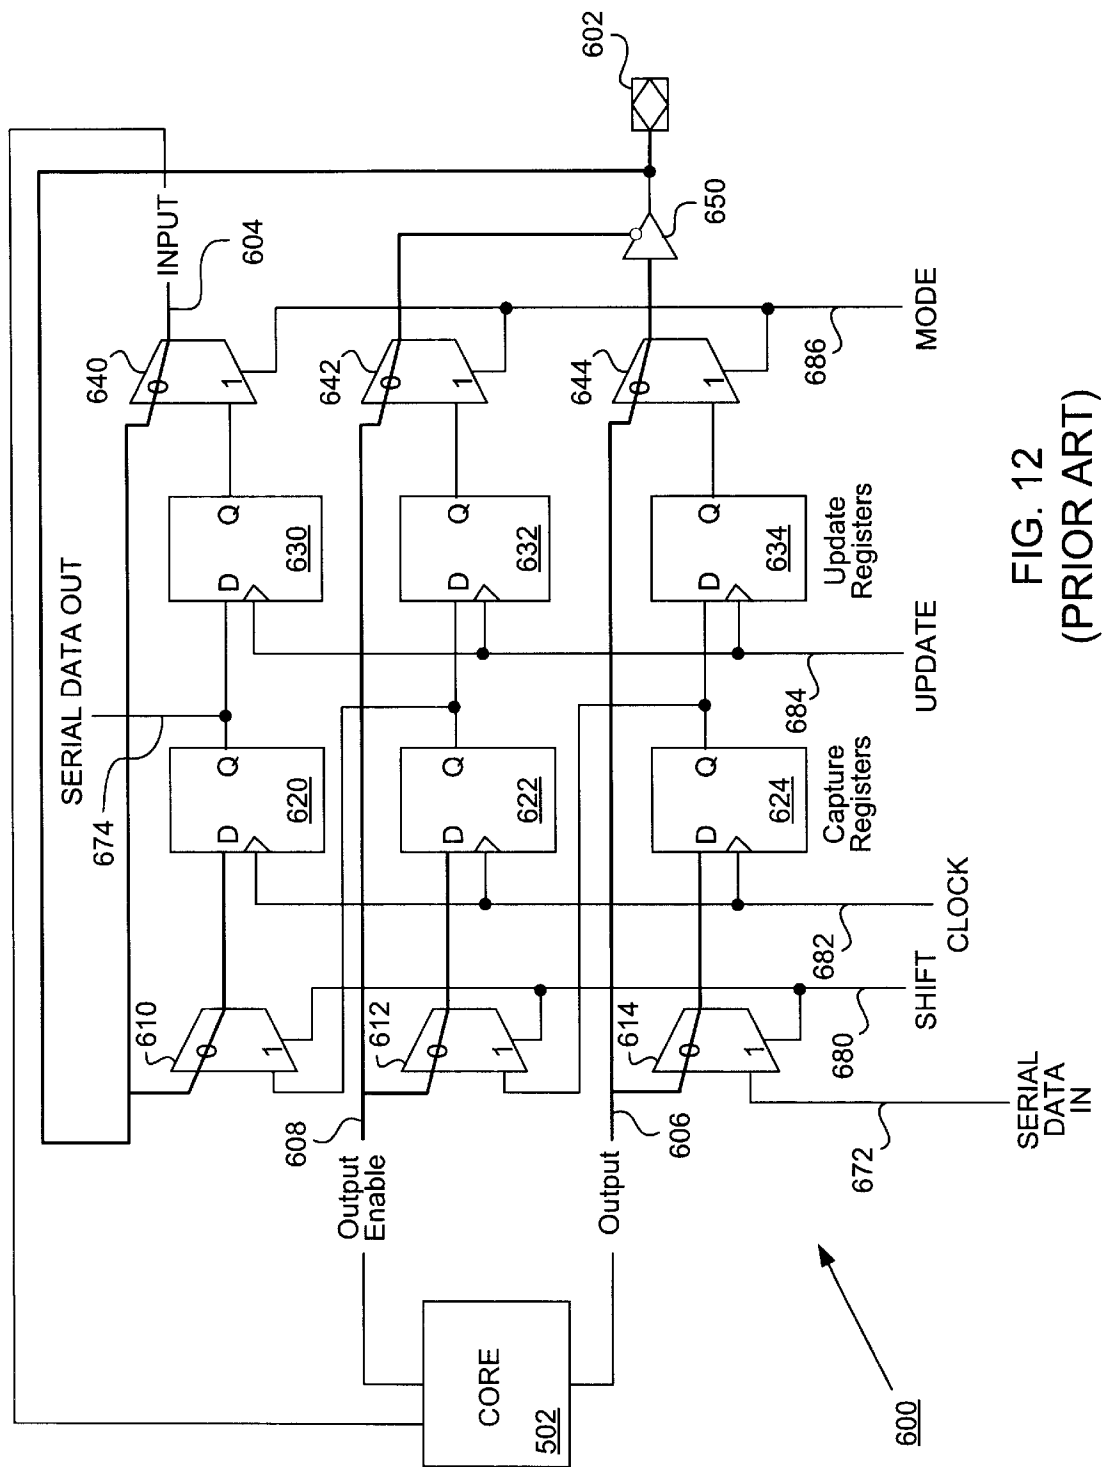 SERIAL DATA OUT
674
INPUT
604
602
610
0
1
620
D
Q
630
D
Q
640
0
1
Output
Enable
608
612
0
1
622
D
Q
632
D
Q
642
0
1
650
CORE
502
Output
606
614
0
1
624
D
Q
634
D
Q
644
0
1
Capture
Registers
Update
Registers
672
680
682
684
686
SERIAL
DATA
IN
SHIFT
CLOCK
UPDATE
MODE
600
FIG. 12
(PRIOR ART)